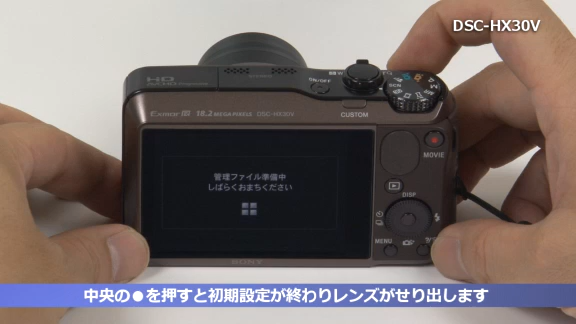 DSC-HX30V
HD
ON/OFF
Exmor R 18.2 MEGA PIXELS DSC-HX30V
CUSTOM
MOVIE
管理ファイル準備中
しばらくおまちください
DISP
MENU
SONY
中央の●を押すと初期設定が終わりレンズがせり出します